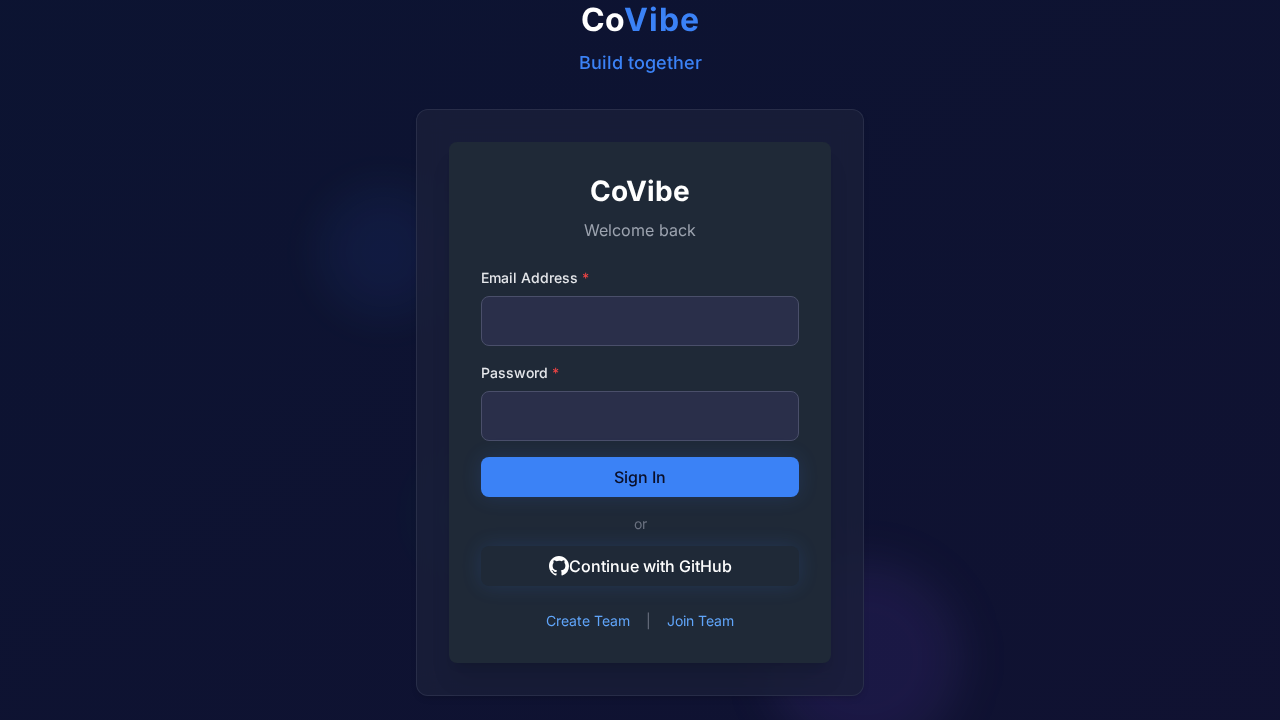 CoVibe
Build together
CoVibe
Welcome back
Email Address *
Password *
Sign In
or
Continue with GitHub
Create Team | Join Team